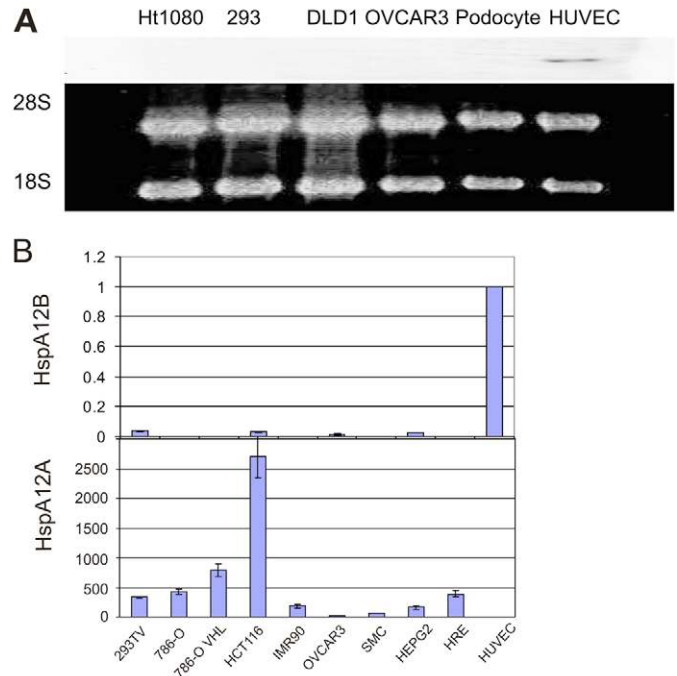 A
Ht1080 293 DLD1 OVCAR3 Podocyte HUVEC
28S
18S
B
HspA12B
1.2
1
0.8
0.6
0.4
0.2
0
HspA12A
2500
2000
1500
1000
500
0
293TV 786-O 786-O VHL HCT116 IMR90 OVCAR3 SMC HEPG2 HRE HUVEC